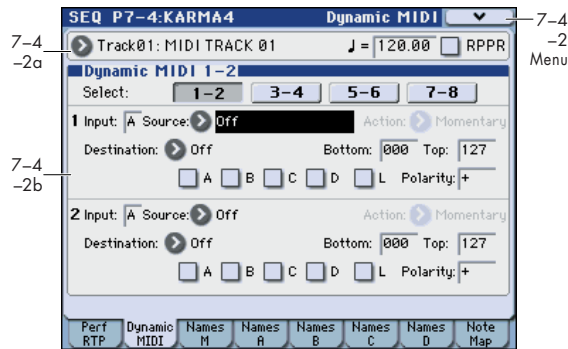 SEQ P7-4:KARMA4 Dynamic MIDI
7–4
–2
Menu
7–4
–2a
Track01: MIDI TRACK 01 ♩= 120.00 RPPR
Dynamic MIDI 1-2
Select: 1-2 3-4 5-6 7-8
1 Input: A Source: Off Action: Momentary
Destination: Off Bottom: 000 Top: 127
7–4
–2b
A B C D L Polarity: +
2 Input: A Source: Off Action: Momentary
Destination: Off Bottom: 000 Top: 127
A B C D L Polarity: +
Perf RTP
Dynamic MIDI
Names M
Names A
Names B
Names C
Names D
Note Map